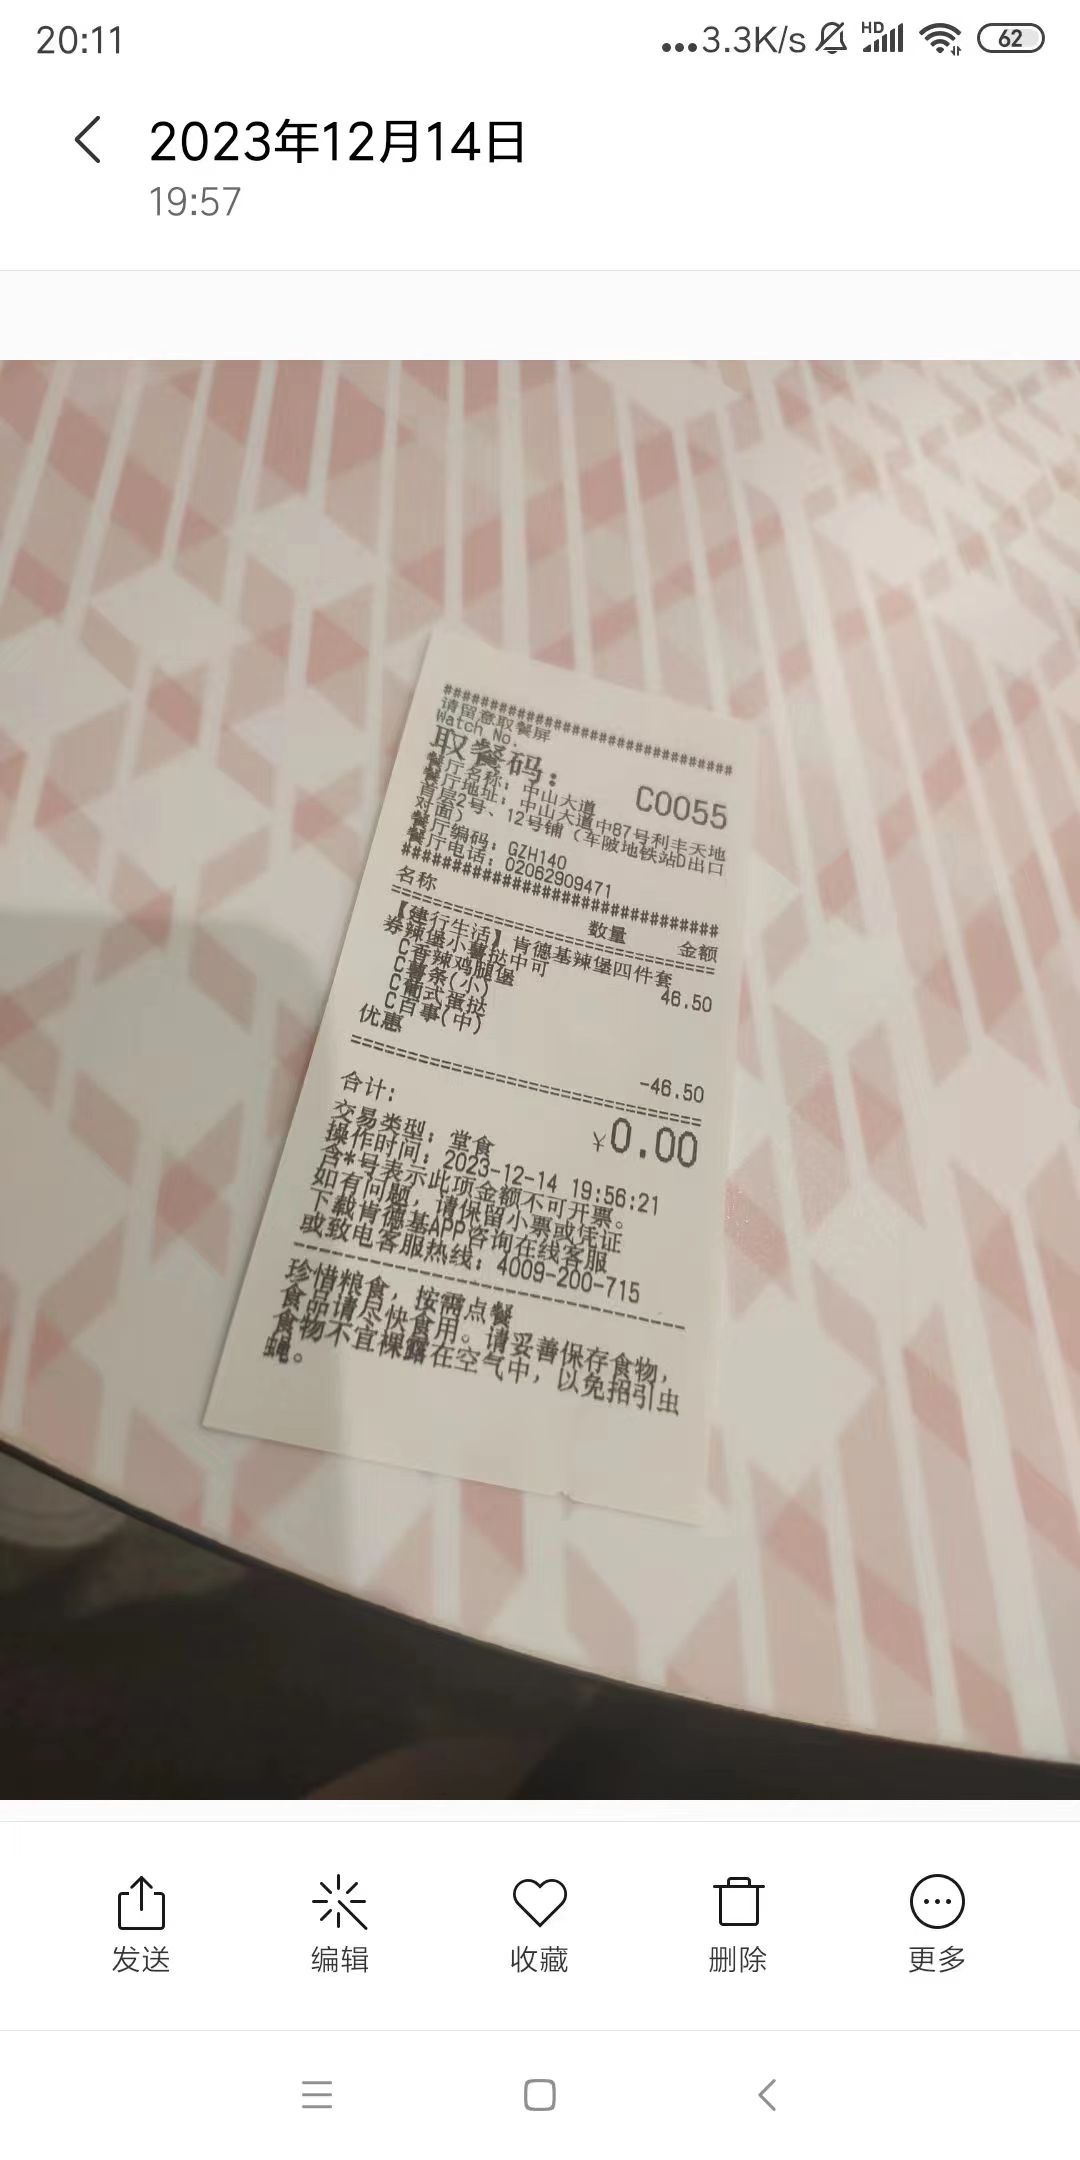 20:11
3.3K/s
HD
62
2023年12月14日
19:57
##############################
请留意取餐屏
Watch No.
取餐码: C0055
餐厅名称: 中山大道
餐厅地址: 中山大道中87号利丰天地
首层2号、12号铺（车陂地铁站D出口
对面）
餐厅编码: GZH140
餐厅电话: 02062909471
##############################
名称 数量 金额
==============================
【建行生活】肯德基辣堡四件套
券辣堡小薯挞中可 46.50
C香辣鸡腿堡
C薯条(小)
C葡式蛋挞
C百事(中)
优惠 -46.50
==============================
合计: ¥0.00
交易类型: 堂食
操作时间: 2023-12-14 19:56:21
含*号表示此项金额不可开票。
如有问题, 请保留小票或凭证
下载肯德基APP咨询在线客服
或致电客服热线: 4009-200-715
------------------------------
珍惜粮食, 按需点餐
食品请尽快食用。请妥善保存食物,
食物不宜裸露在空气中, 以免招引虫
蝇。
发送 编辑 收藏 删除 更多